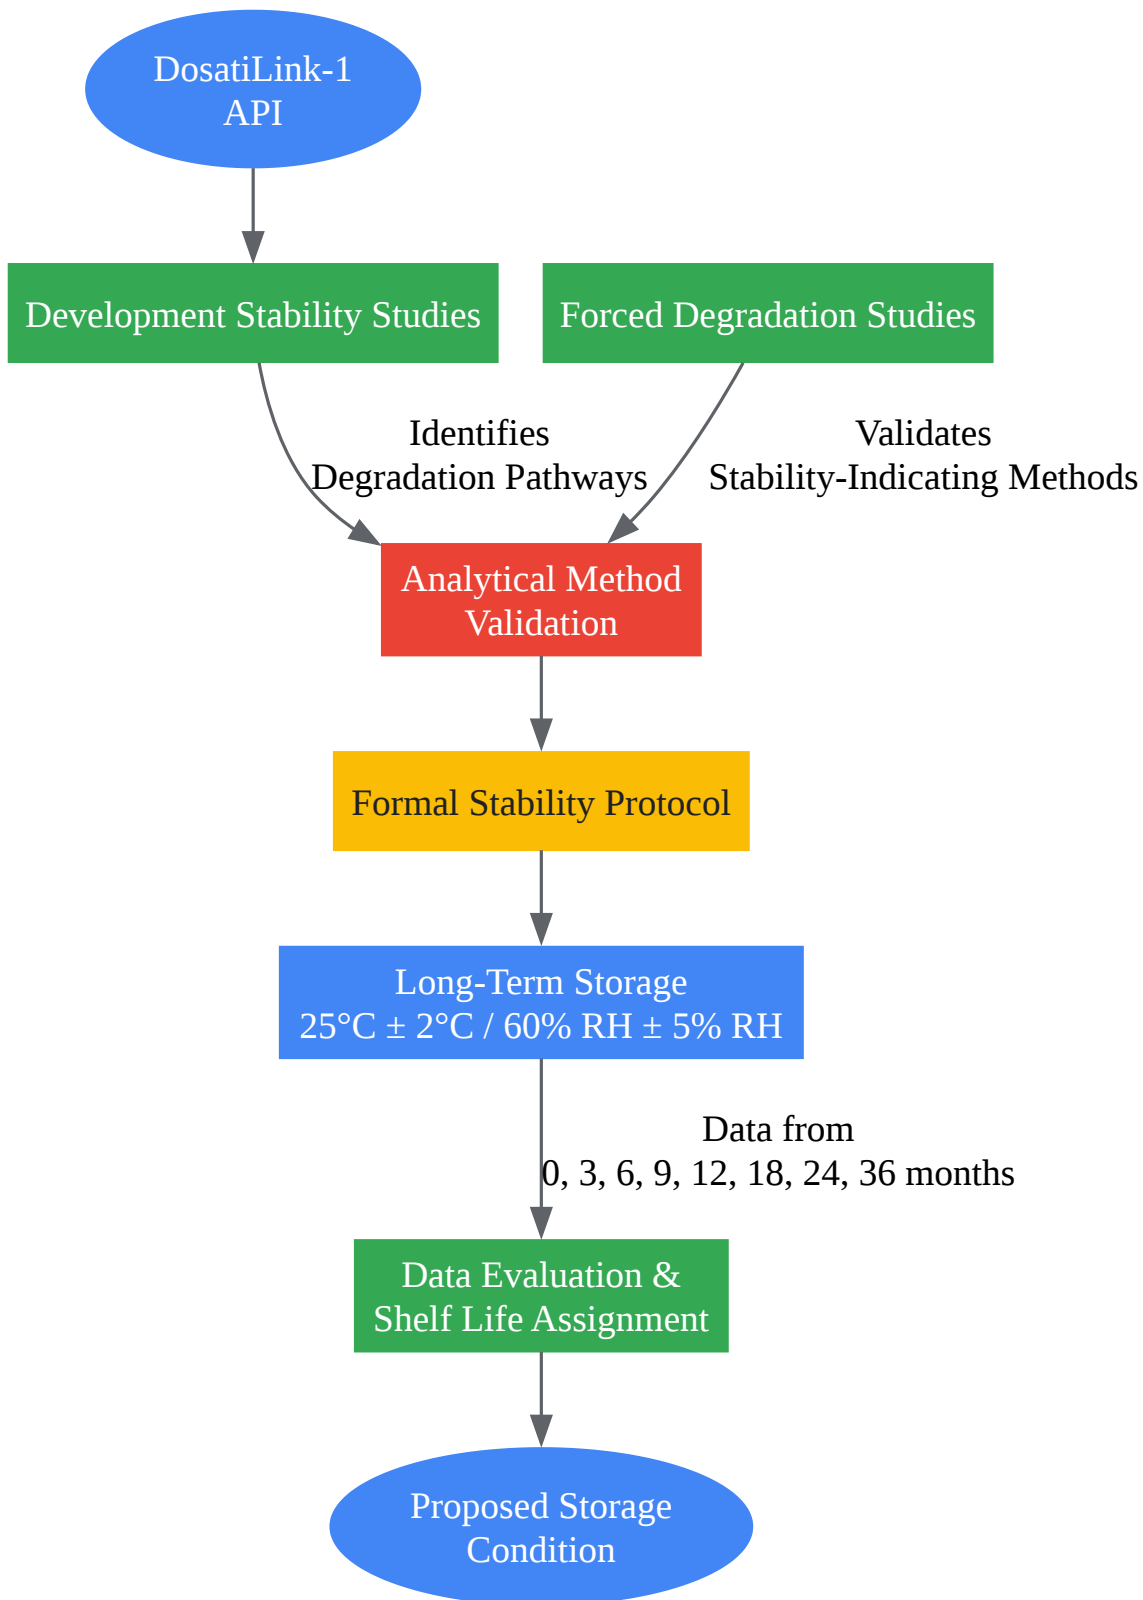 DosatiLink-1
API
Development Stability Studies
Forced Degradation Studies
Identifies
Degradation Pathways
Validates
Stability-Indicating Methods
Analytical Method
Validation
Formal Stability Protocol
Long-Term Storage
25°C ± 2°C / 60% RH ± 5% RH
Data from
0, 3, 6, 9, 12, 18, 24, 36 months
Data Evaluation &
Shelf Life Assignment
Proposed Storage
Condition